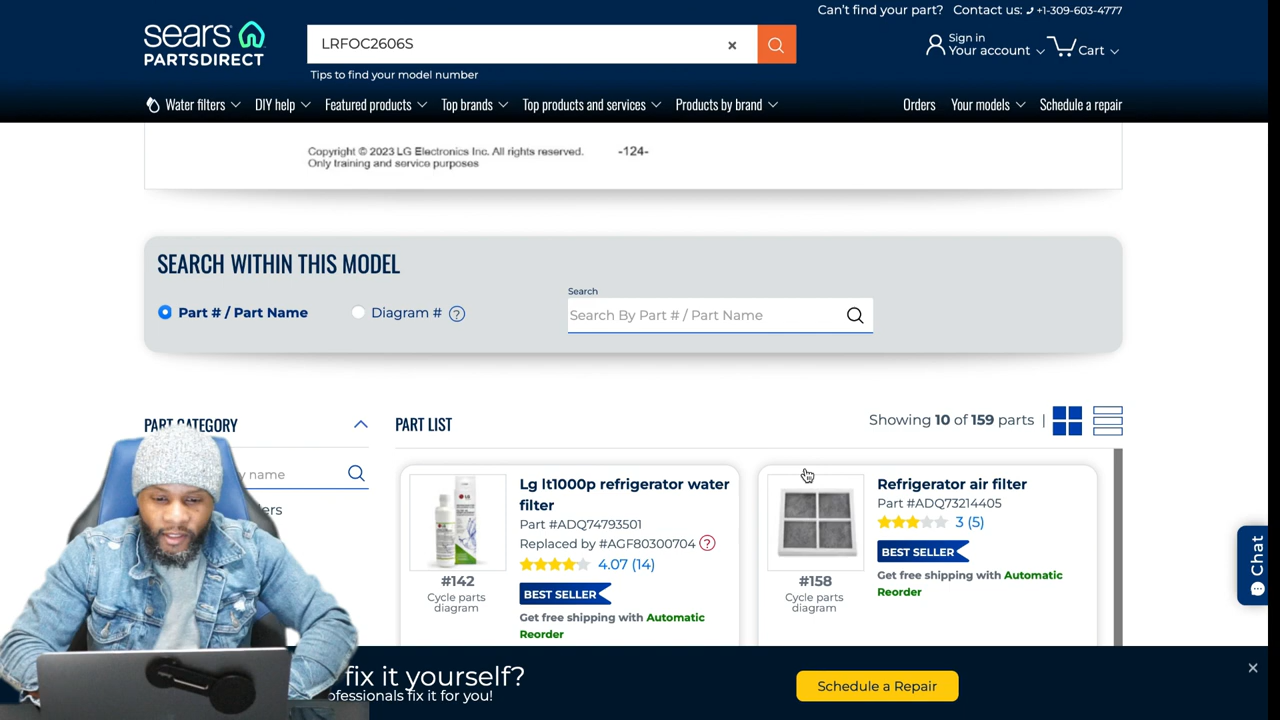 Can't find your part? Contact us: +1-309-603-4777
sears
PARTSDIRECT
LRFOC2606S
Sign in
Your account
Cart
Tips to find your model number
Water filters
DIY help
Featured products
Top brands
Top products and services
Products by brand
Orders
Your models
Schedule a repair
Copyright © 2023 LG Electronics Inc. All rights reserved.
-124-
Only training and service purposes
SEARCH WITHIN THIS MODEL
Part # / Part Name
Diagram #
?
Search
Search By Part # / Part Name
PART CATEGORY
name
PART LIST
Showing 10 of 159 parts |
Lg lt1000p refrigerator water
filter
Part #ADQ74793501
Replaced by #AGF80300704 ?
4.07 (14)
BEST SELLER
Get free shipping with Automatic
Reorder
#142
Cycle parts
diagram
Refrigerator air filter
Part #ADQ73214405
3 (5)
BEST SELLER
Get free shipping with Automatic
Reorder
#158
Cycle parts
diagram
Chat
fix it yourself?
fix it for you!
Schedule a Repair